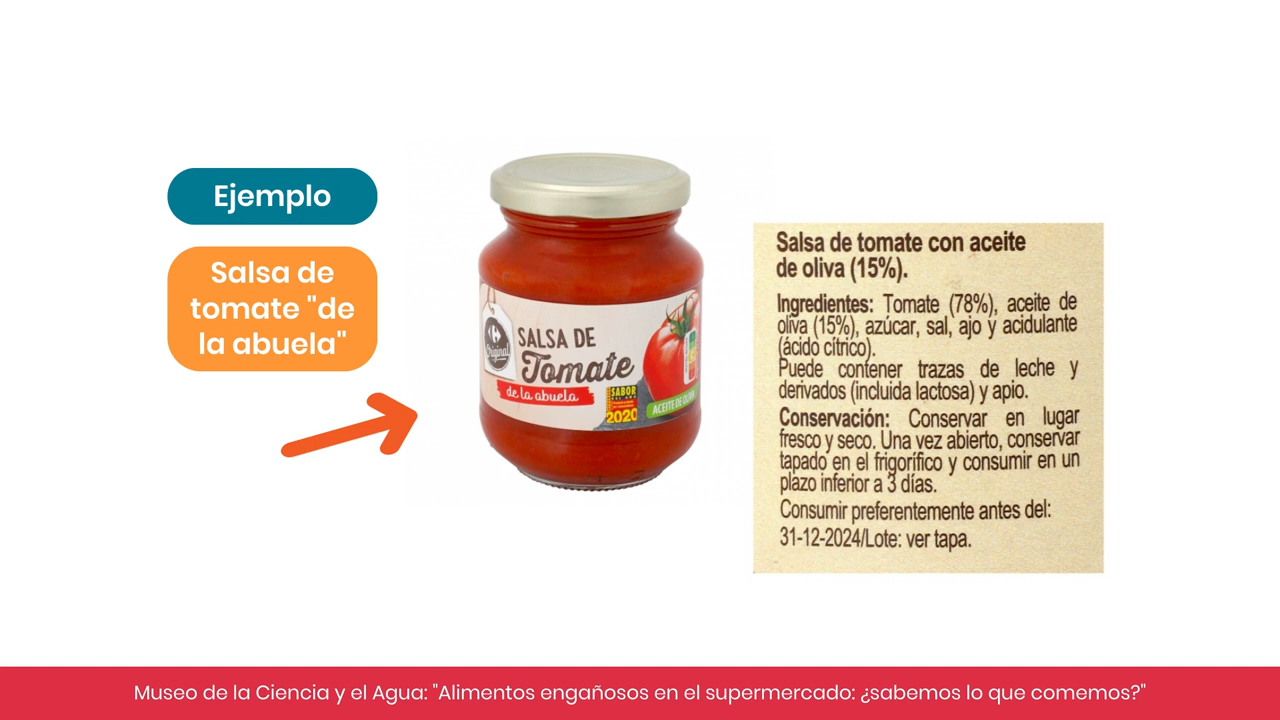 Ejemplo
Salsa de
tomate "de
la abuela"
Original
SALSA DE
Tomate
de la abuela
SABOR
2020
ACEITE DE OLIVA
Salsa de tomate con aceite
de oliva (15%).
Ingredientes: Tomate (78%), aceite de
oliva (15%), azúcar, sal, ajo y acidulante
(ácido cítrico).
Puede contener trazas de leche y
derivados (incluida lactosa) y apio.
Conservación: Conservar en lugar
fresco y seco. Una vez abierto, conservar
tapado en el frigorífico y consumir en un
plazo inferior a 3 días.
Consumir preferentemente antes del:
31-12-2024/Lote: ver tapa.
Museo de la Ciencia y el Agua: "Alimentos engañosos en el supermercado: ¿sabemos lo que comemos?"